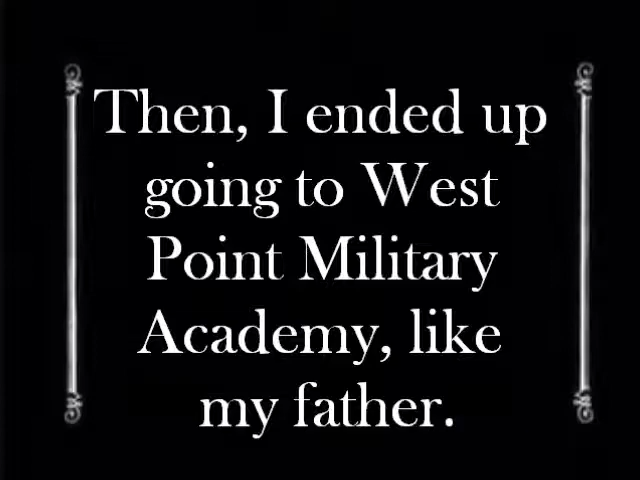 Then, I ended up
going to West
Point Military
Academy, like
my father.